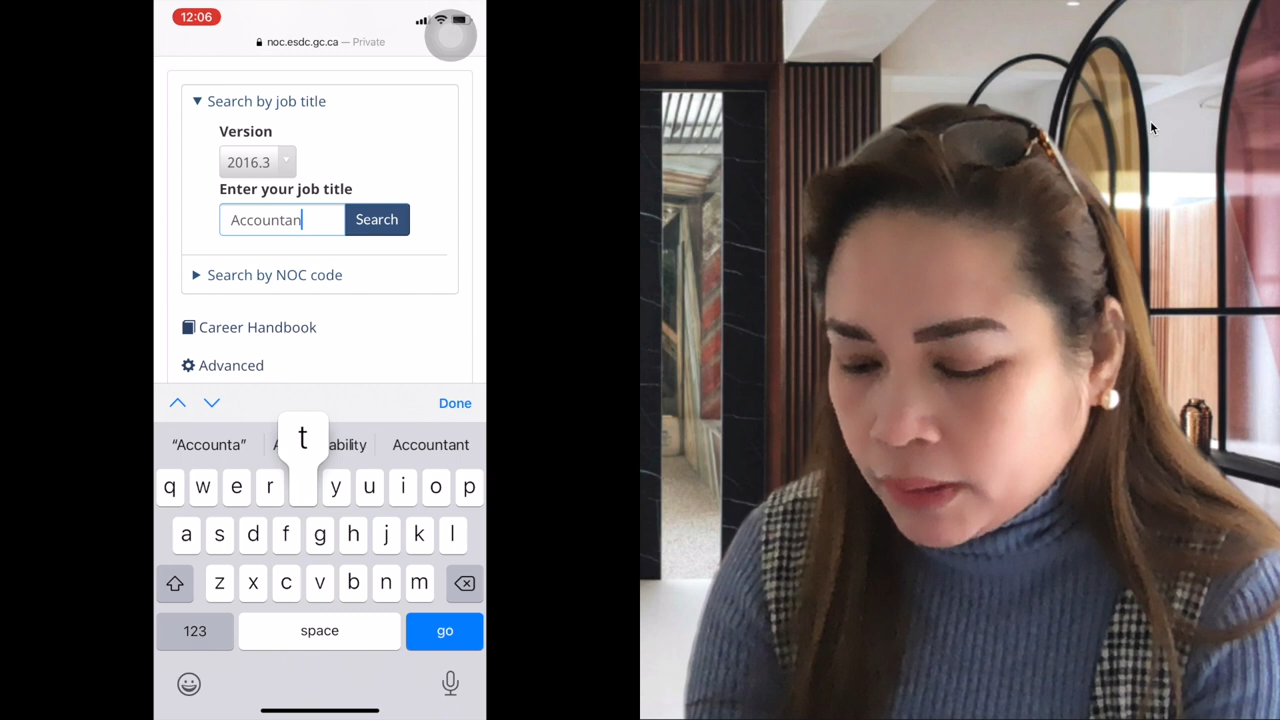 12:06
noc.esdc.gc.ca — Private
Search by job title
Version
2016.3
Enter your job title
Accountan
Search
Search by NOC code
Career Handbook
Advanced
Done
t
“Accounta” ability Accountant
q w e r y u i o p
a s d f g h j k l
z x c v b n m
123 space go